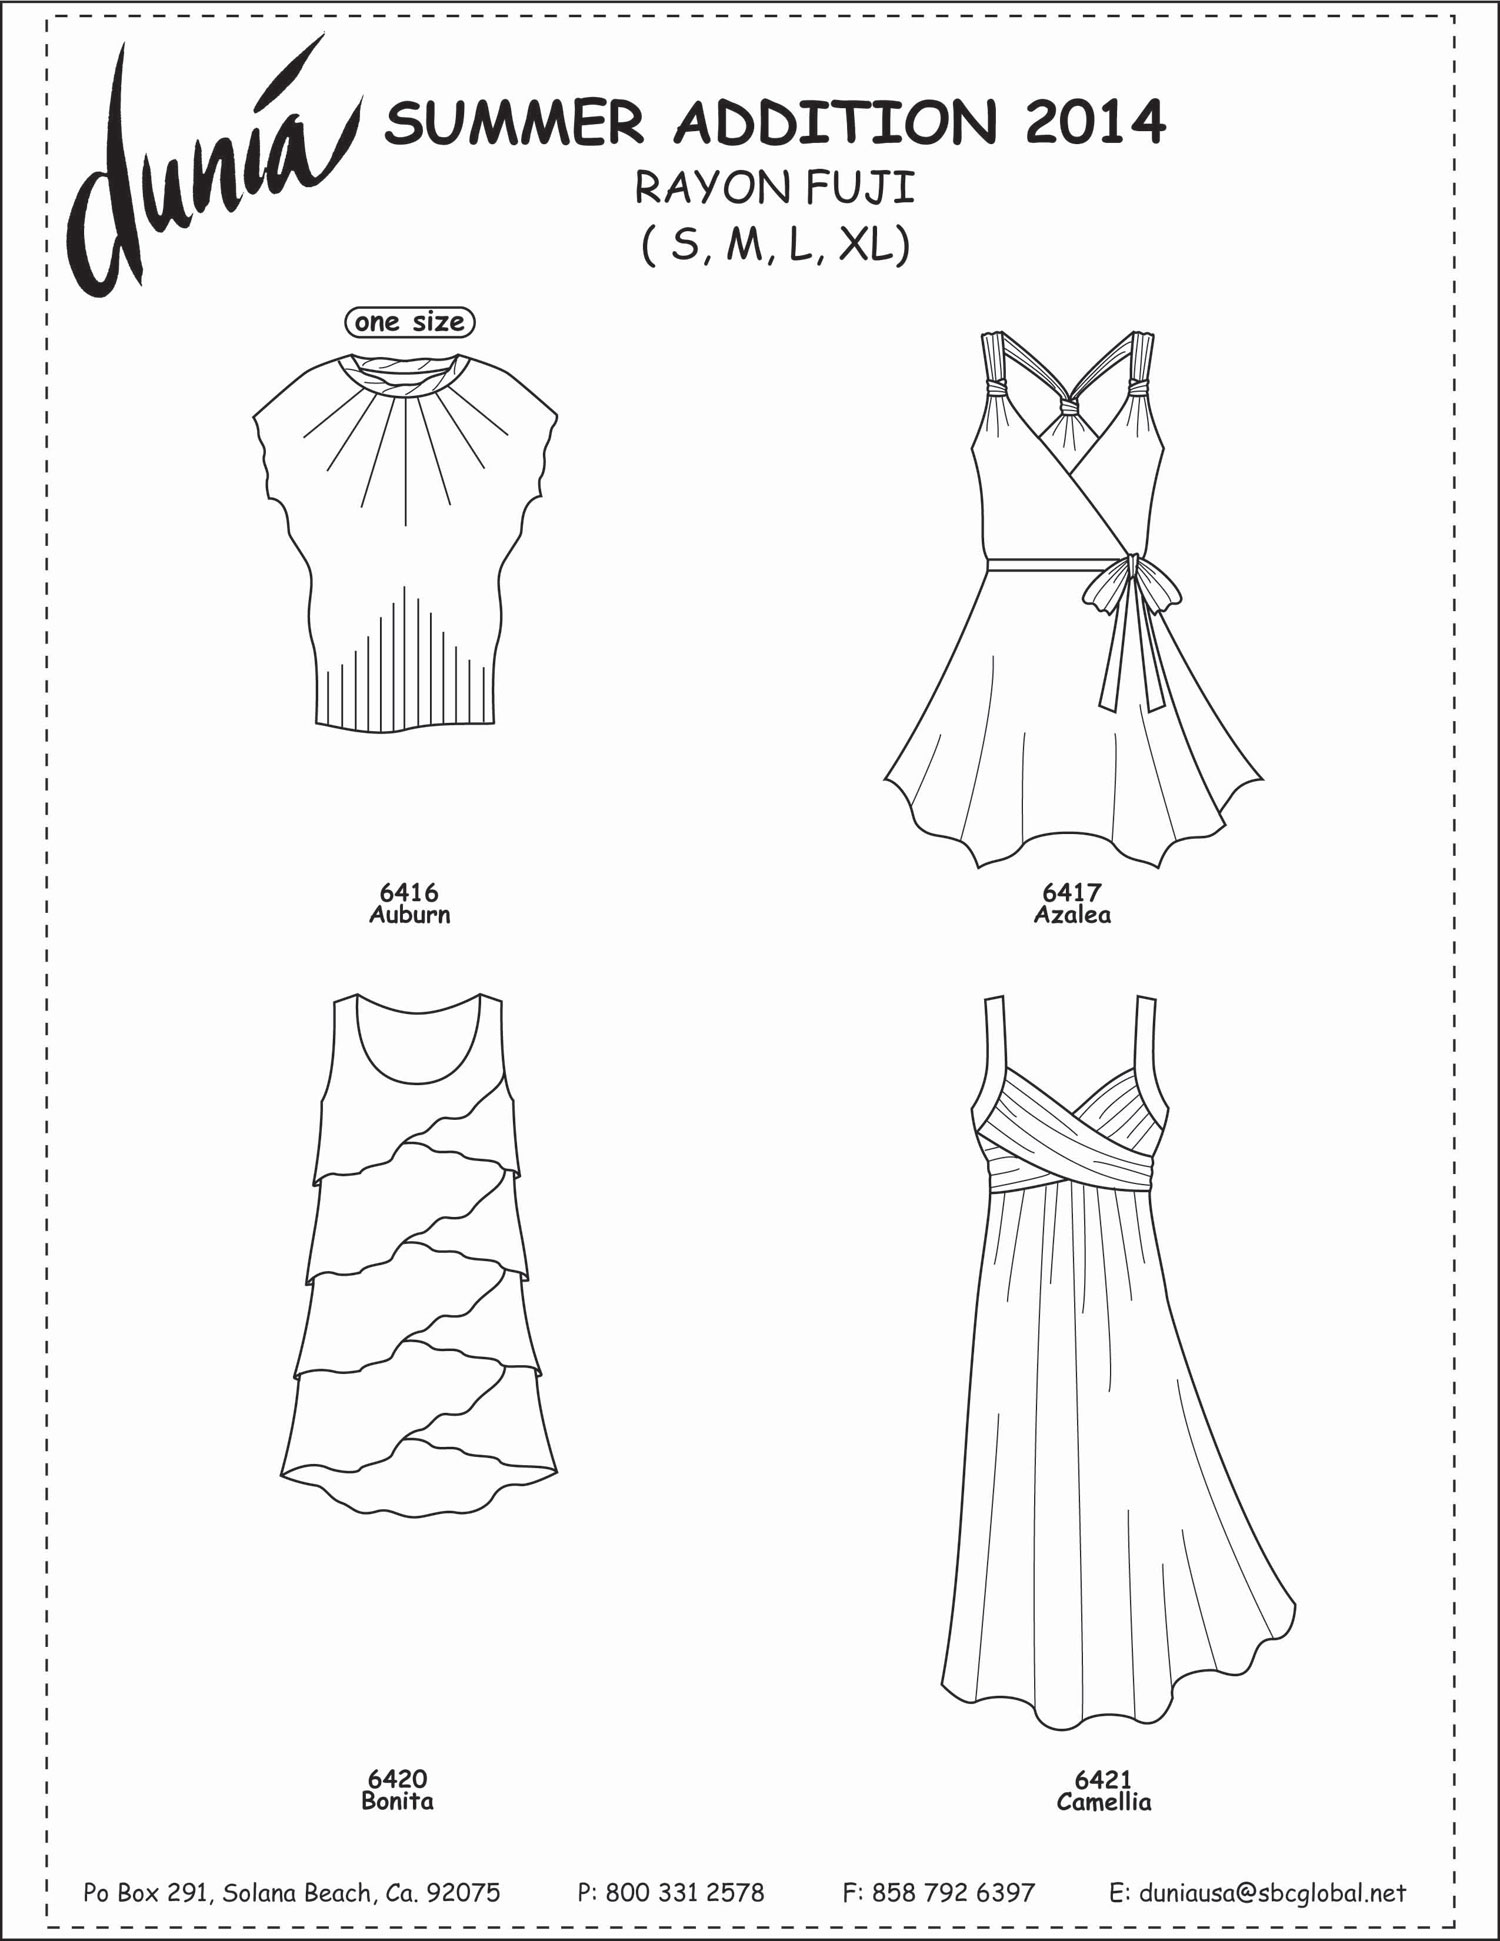 dunia
SUMMER ADDITION 2014
RAYON FUJI
( S, M, L, XL)
one size
6416
Auburn
6417
Azalea
6420
Bonita
6421
Camellia
Po Box 291, Solana Beach, Ca. 92075 P: 800 331 2578 F: 858 792 6397 E: duniausa@sbcglobal.net